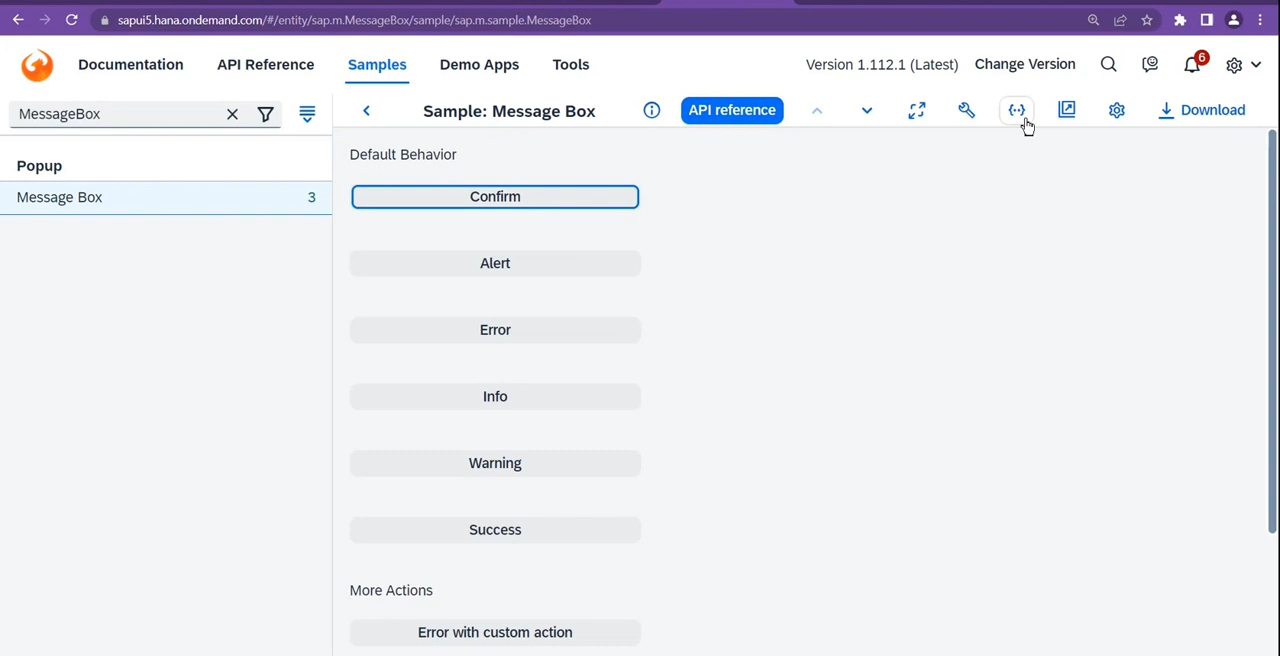 sapui5.hana.ondemand.com/#/entity/sap.m.MessageBox/sample/sap.m.sample.MessageBox
Documentation API Reference Samples Demo Apps Tools Version 1.112.1 (Latest) Change Version 6
MessageBox Sample: Message Box API reference Download
Popup
Message Box 3
Default Behavior
Confirm
Alert
Error
Info
Warning
Success
More Actions
Error with custom action